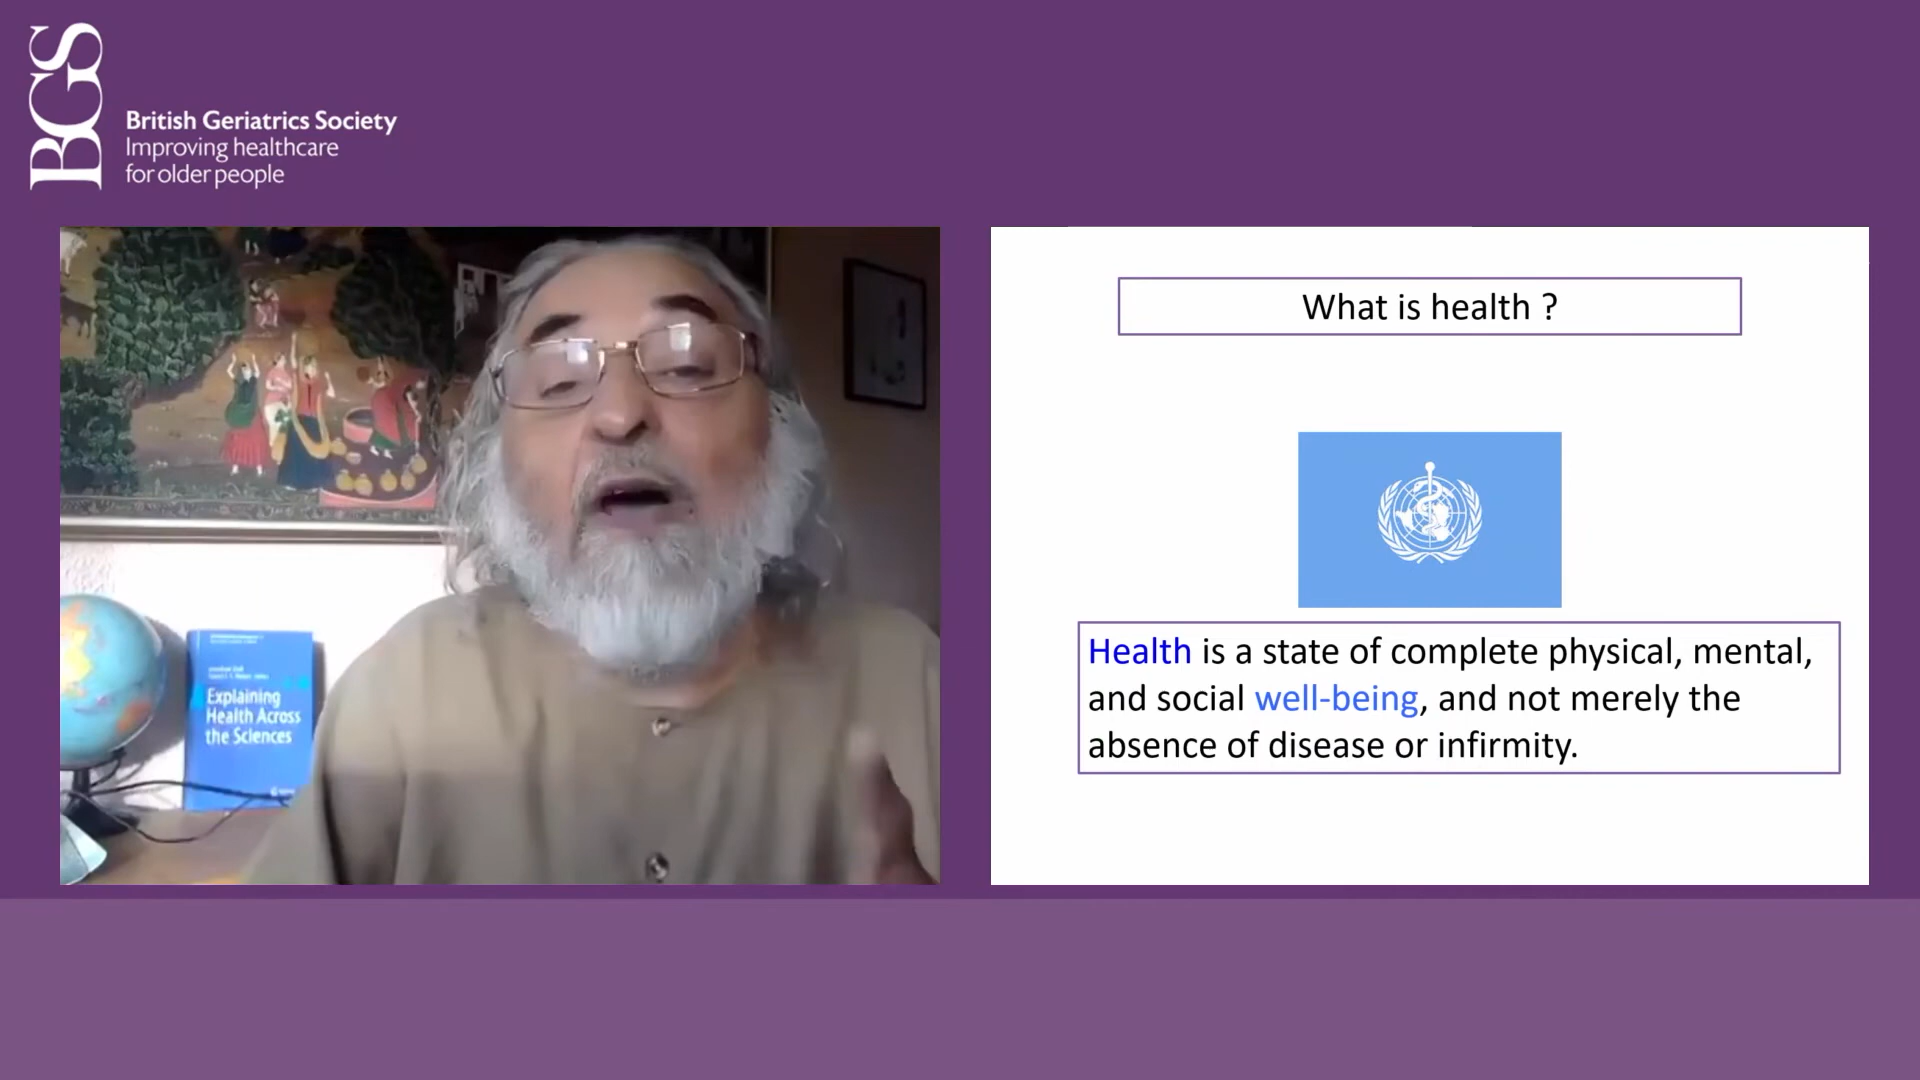 BGS
British Geriatrics Society
Improving healthcare
for older people
Explaining
Health Across
the Sciences
What is health ?
Health is a state of complete physical, mental,
and social well-being, and not merely the
absence of disease or infirmity.